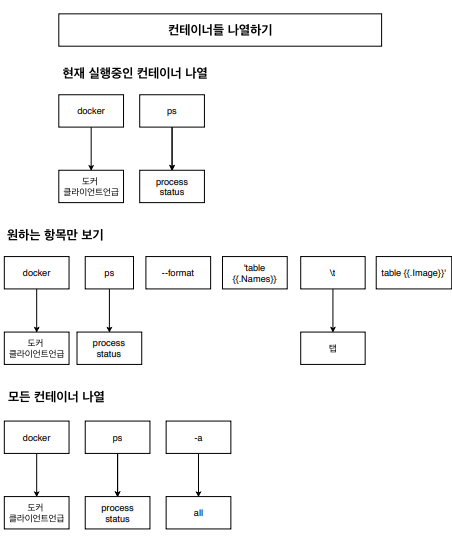 컨테이너들 나열하기
현재 실행중인 컨테이너 나열
docker ps
도커 process
클라이언트언급 status
원하는 항목만 보기
docker ps --format 'table {{.Names}} \t table {{.Image}}'
도커 process 탭
클라이언트언급 status
모든 컨테이너 나열
docker ps -a
도커 process all
클라이언트언급 status